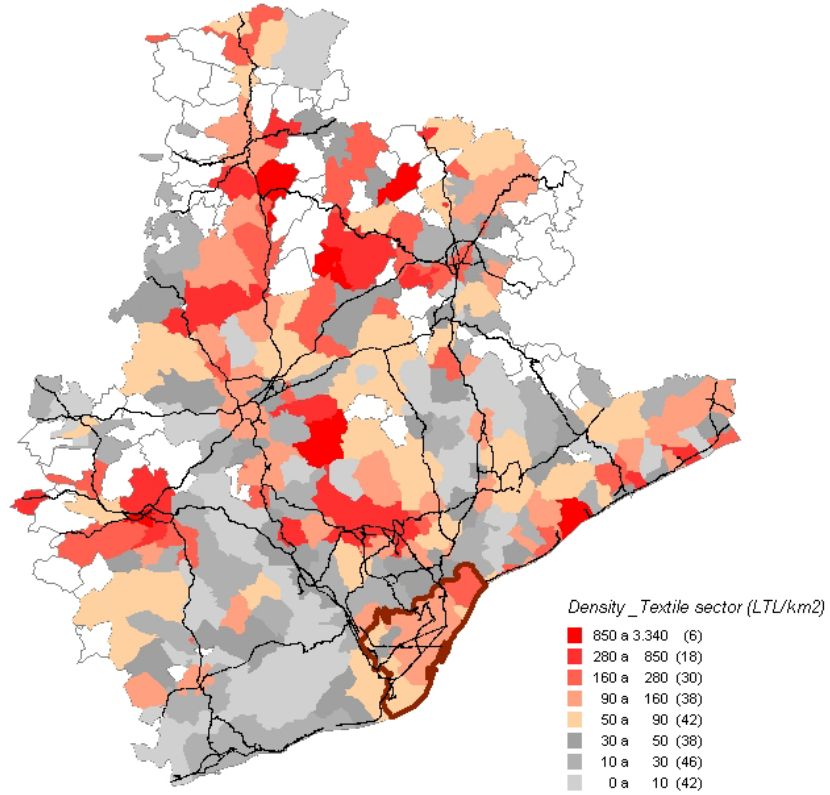 Density _Textile sector (LTL/km2)
850 a 3.340 (6)
280 a 850 (18)
160 a 280 (30)
90 a 160 (38)
50 a 90 (42)
30 a 50 (38)
10 a 30 (46)
0 a 10 (42)